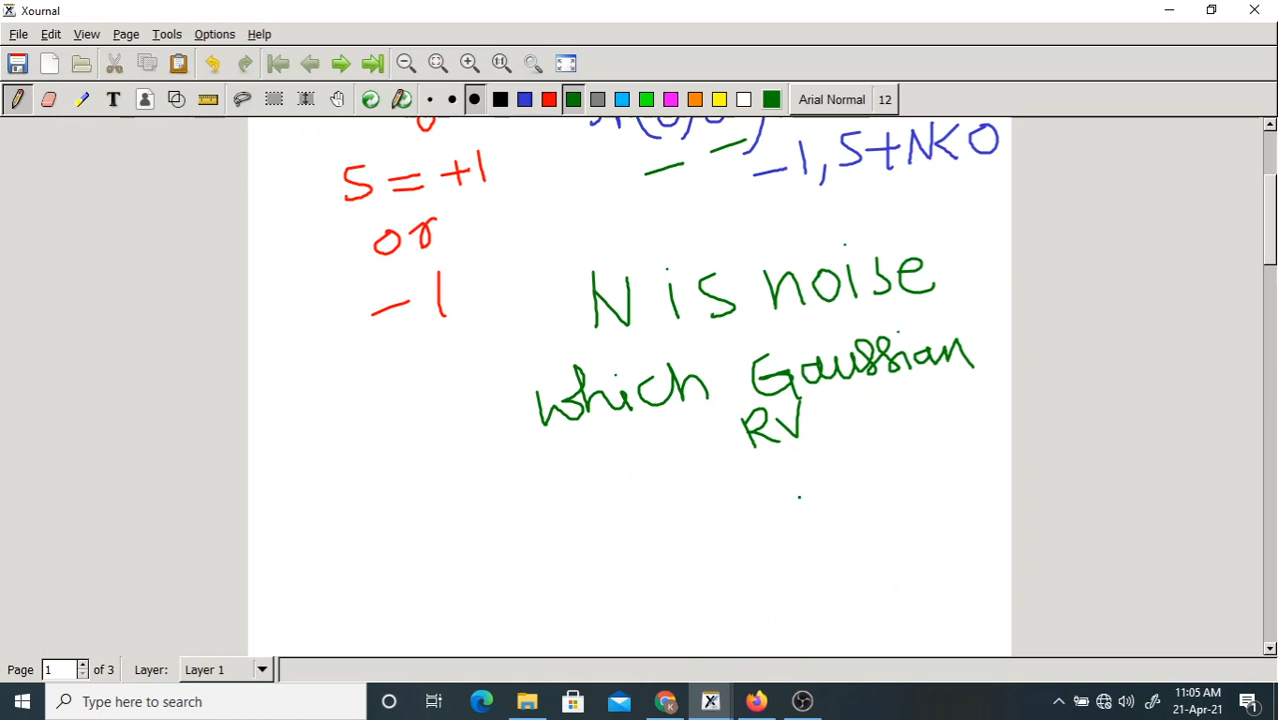 Xournal
File Edit View Page Tools Options Help
Arial Normal 12
S = +1
or
-1
-1, S+N<0
N is noise
which Gaussian
RV
Page 1 of 3 Layer: Layer 1
Type here to search
11:05 AM
21-Apr-21